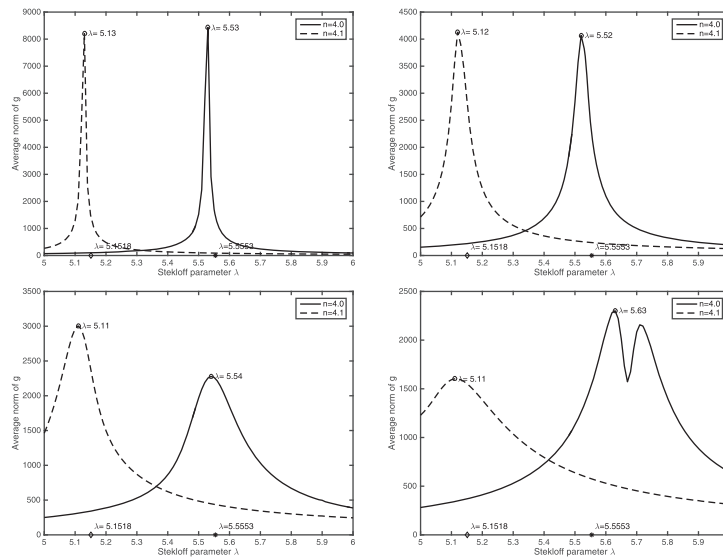 9000
8000
7000
6000
5000
4000
3000
2000
1000
0
Average norm of g
λ= 5.13
λ= 5.53
n=4.0
n=4.1
λ= 5.1518
λ=5.5553
5 5.1 5.2 5.3 5.4 5.5 5.6 5.7 5.8 5.9 6
Stekloff parameter λ
4500
4000
3500
3000
2500
2000
1500
1000
500
0
Average norm of g
λ= 5.12
λ= 5.52
n=4.0
n=4.1
λ= 5.1518
λ=5.5553
5 5.1 5.2 5.3 5.4 5.5 5.6 5.7 5.8 5.9
Stekloff parameter λ
3500
3000
2500
2000
1500
1000
500
0
Average norm of g
λ= 5.11
λ= 5.54
n=4.0
n=4.1
λ= 5.1518
λ=5.5553
5 5.1 5.2 5.3 5.4 5.5 5.6 5.7 5.8 5.9 6
Stekloff parameter λ
2500
2000
1500
1000
500
0
Average norm of g
λ= 5.11
λ= 5.63
n=4.0
n=4.1
λ= 5.1518
λ=5.5553
5 5.1 5.2 5.3 5.4 5.5 5.6 5.7 5.8 5.9
Stekloff parameter λ